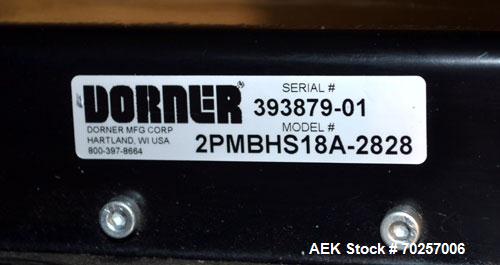 DORNER®
DORNER MFG CORP
HARTLAND, WI USA
800-397-8664
SERIAL #
393879-01
MODEL #
2PMBHS18A-2828
AEK Stock # 70257006